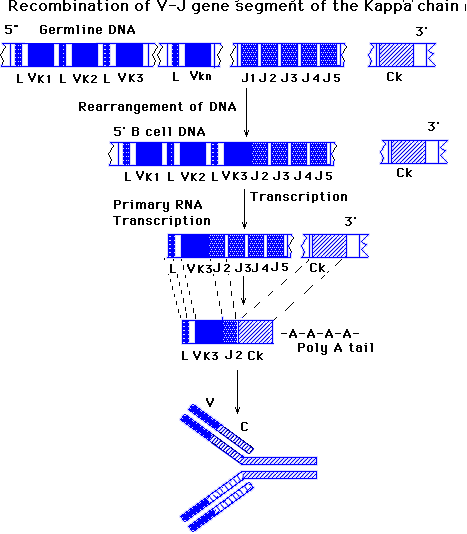 Recombination of V-J gene segment of the Kappa chain
5" Germline DNA 3'
L VK1 L VK2 L VK3 L Vkn J1 J2 J3 J4 J5 Ck
Rearrangement of DNA
5' B cell DNA 3'
L VK1 L VK2 L VK3 J2 J3 J4 J5 Ck
Transcription
Primary RNA
Transcription 3'
L VK3 J2 J3 J4 J5 Ck
-A-A-A-A-
Poly A tail
L VK3 J2 Ck
V
C